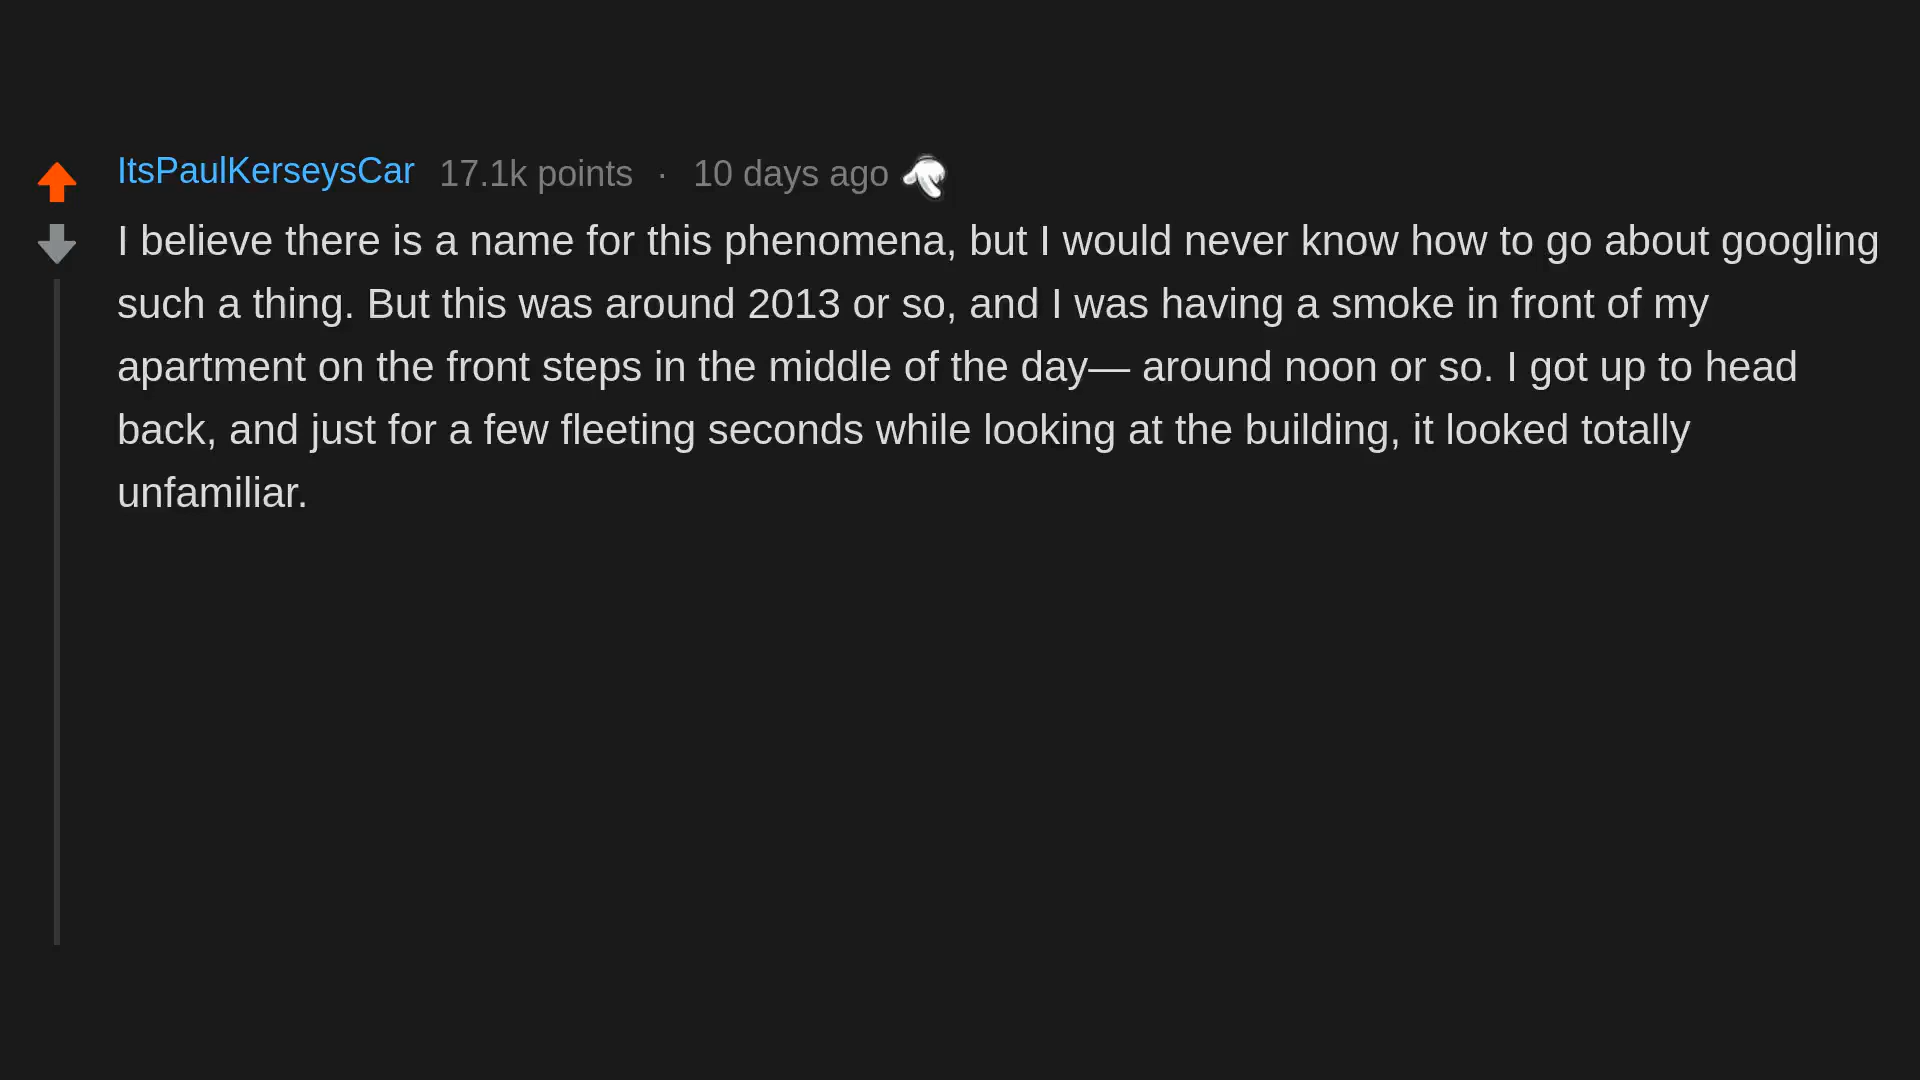 ItsPaulKerseysCar 17.1k points · 10 days ago
I believe there is a name for this phenomena, but I would never know how to go about googling
such a thing. But this was around 2013 or so, and I was having a smoke in front of my
apartment on the front steps in the middle of the day— around noon or so. I got up to head
back, and just for a few fleeting seconds while looking at the building, it looked totally
unfamiliar.